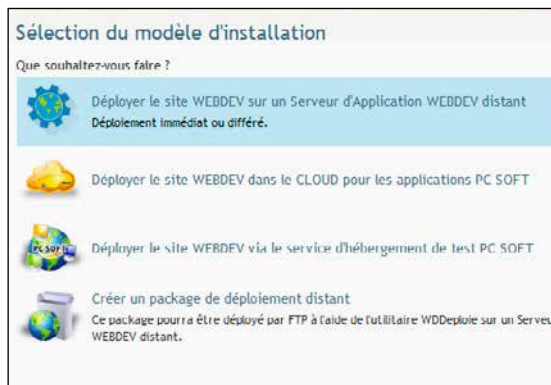 Sélection du modèle d'installation
Que souhaitez-vous faire ?
Déployer le site WEBDEV sur un Serveur d'Application WEBDEV distant
Déploiement immédiat ou différé.
Déployer le site WEBDEV dans le CLOUD pour les applications PC SOFT
PC SOFT
Déployer le site WEBDEV via le service d'hébergement de test PC SOFT
Créer un package de déploiement distant
Ce package pourra être déployé par FTP à l'aide de l'utilitaire WDDeploie sur un Serveu
WEBDEV distant.